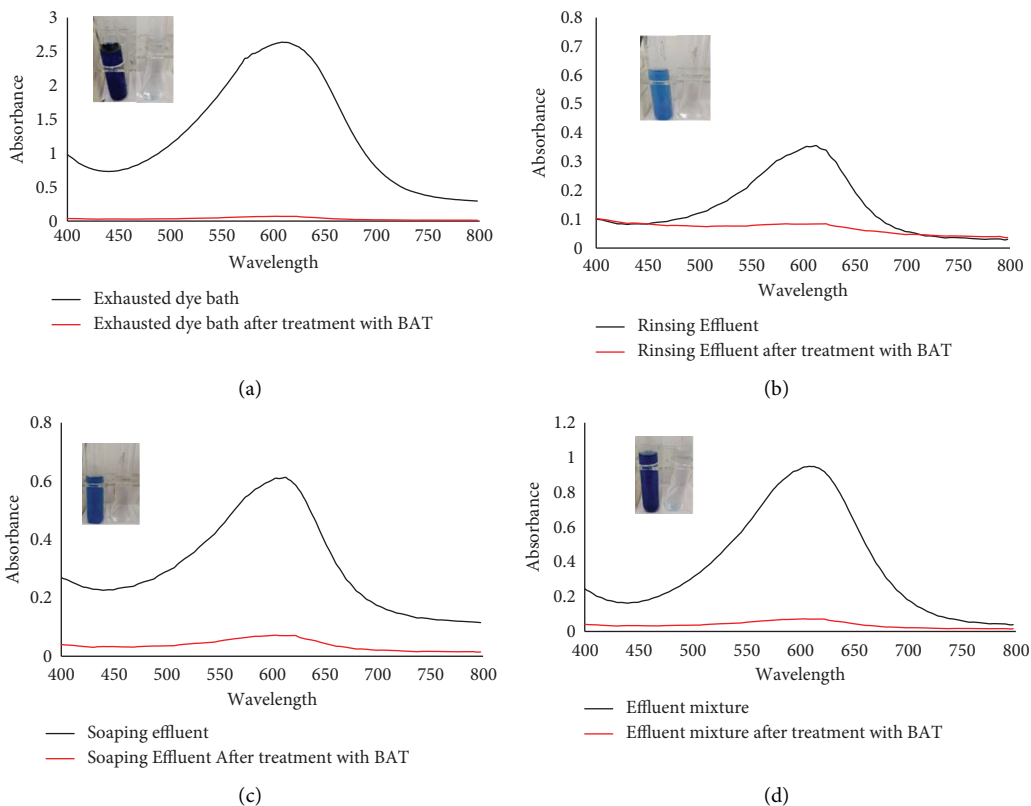 3
2.5
2
1.5
1
0.5
0
Absorbance
400 450 500 550 600 650 700 750 800
Wavelength
Exhausted dye bath
Exhausted dye bath after treatment with BAT
(a)
0.8
0.7
0.6
0.5
0.4
0.3
0.2
0.1
0
Absorbance
400 450 500 550 600 650 700 750 800
Wavelength
Rinsing Effluent
Rinsing Effluent after treatment with BAT
(b)
0.8
0.6
0.4
0.2
0
Absorbance
400 450 500 550 600 650 700 750 800
Wavelength
Soaping effluent
Soaping Effluent After treatment with BAT
(c)
1.2
1
0.8
0.6
0.4
0.2
0
Absorbance
400 450 500 550 600 650 700 750 800
Wavelength
Effluent mixture
Effluent mixture after treatment with BAT
(d)